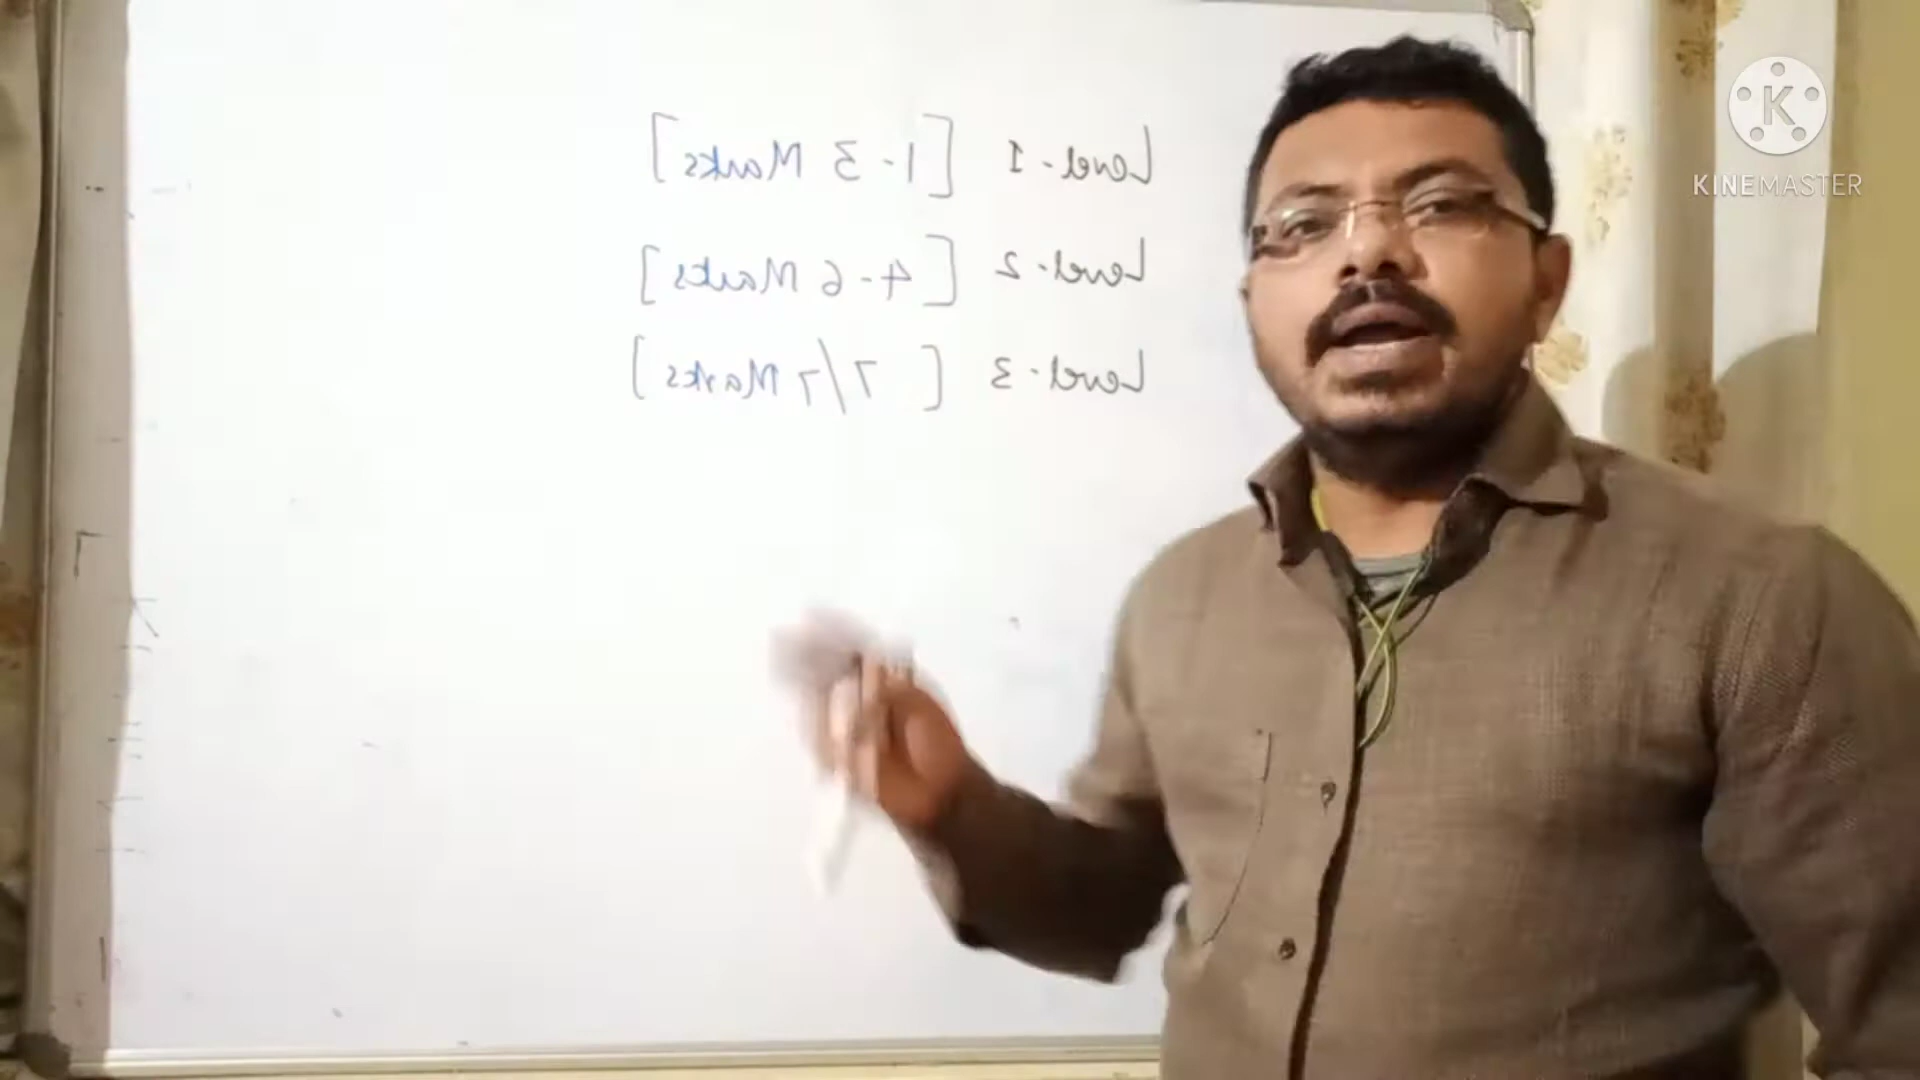 Level-1 [1-3 Marks]
Level-2 [4-6 Marks]
Level-3 [7/7 Marks]
K
KINEMASTER